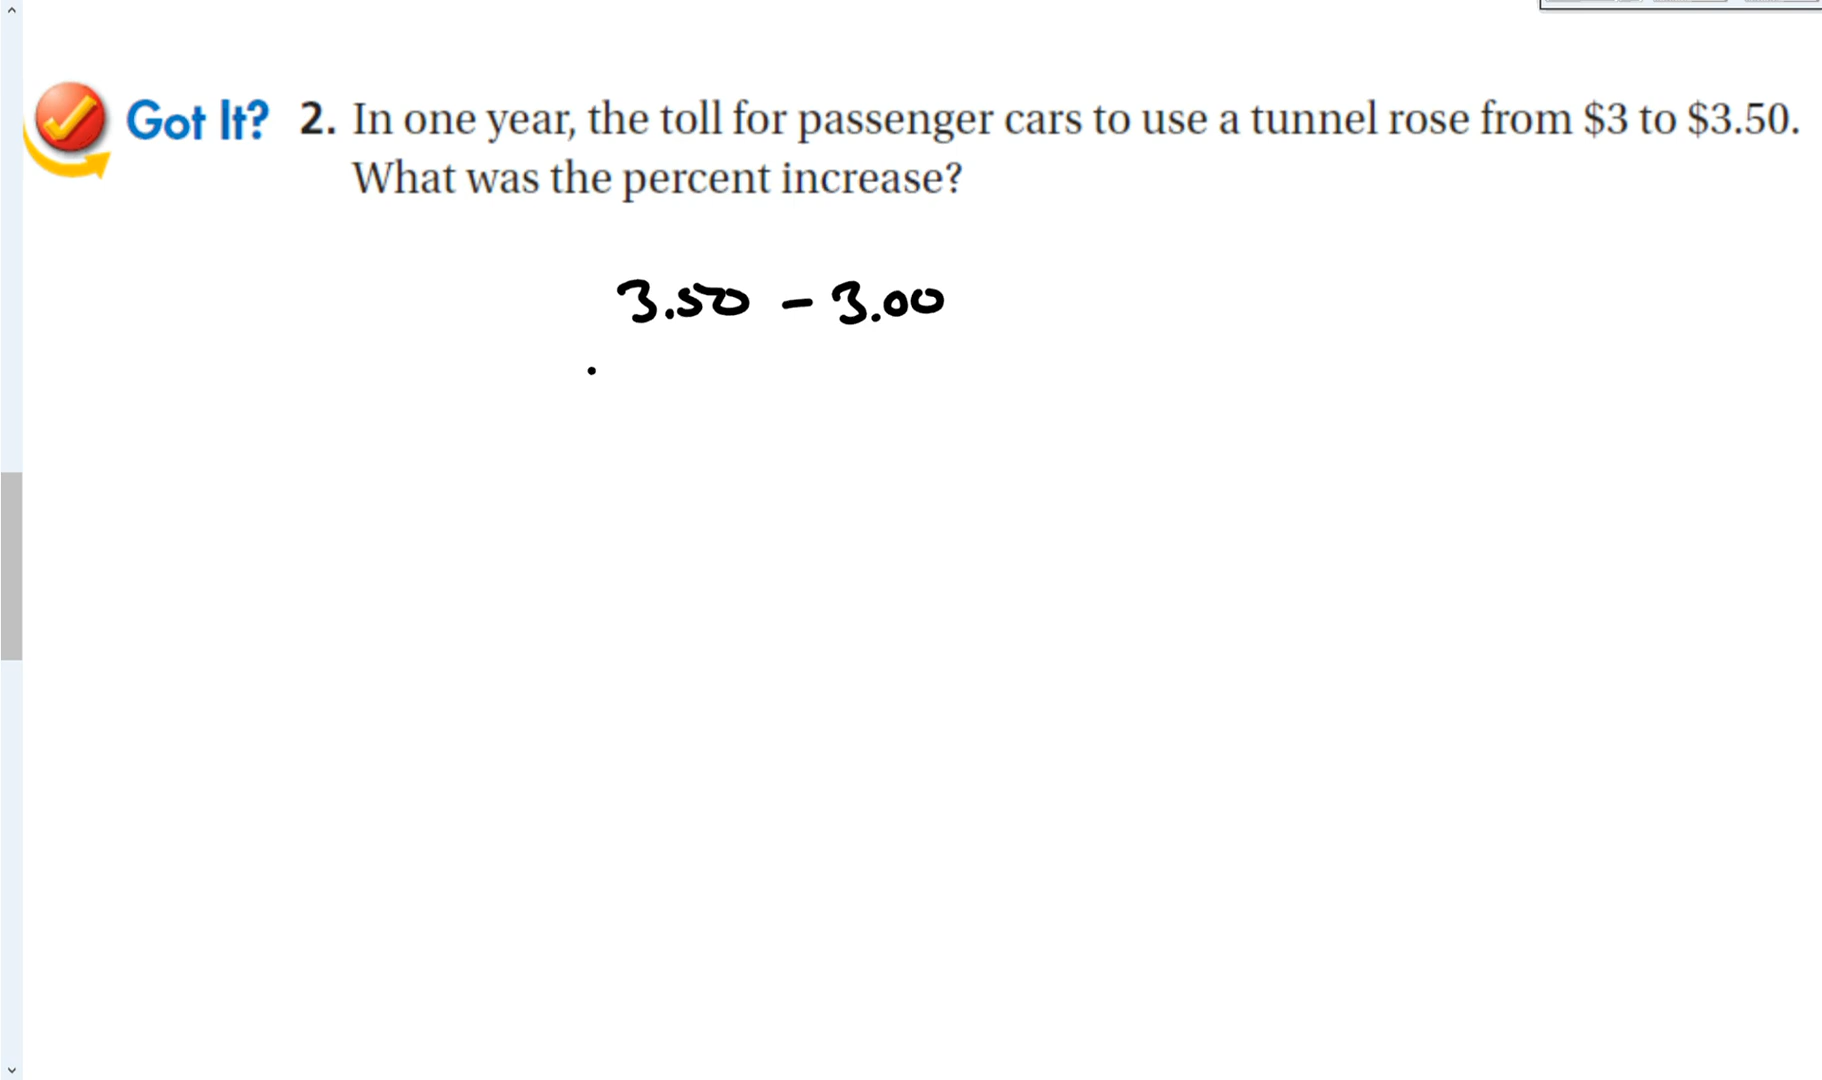 Got It? 2. In one year, the toll for passenger cars to use a tunnel rose from $3 to $3.50.
What was the percent increase?
3.50 - 3.00
.